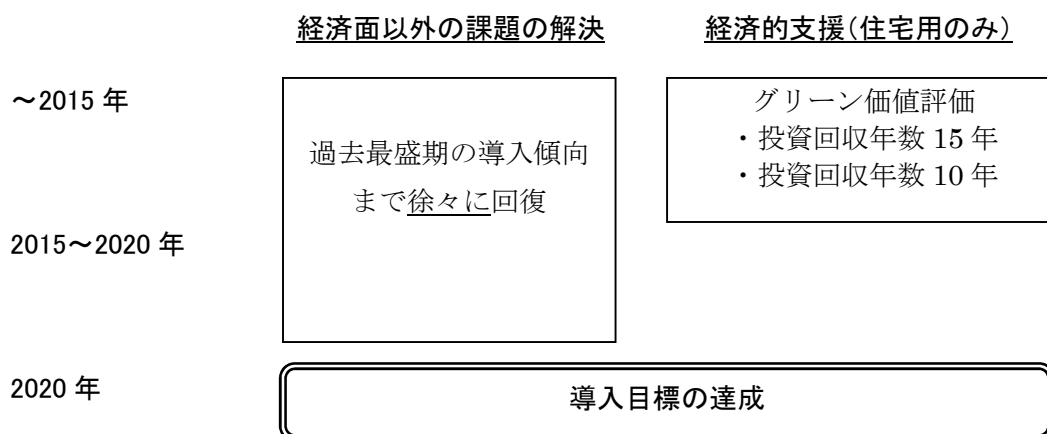 経済面以外の課題の解決
経済的支援(住宅用のみ)
～2015 年
過去最盛期の導入傾向
まで徐々に回復
グリーン価値評価
・投資回収年数 15 年
・投資回収年数 10 年
2015～2020 年
2020 年
導入目標の達成